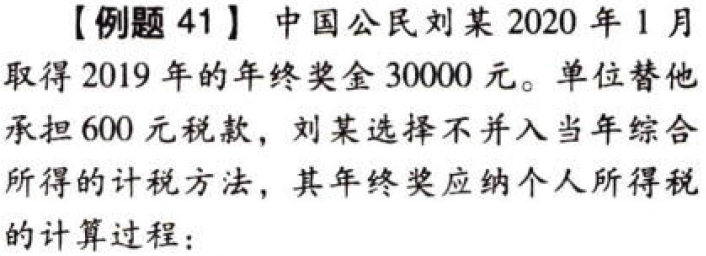 【例题 41】 中国公民刘某 2020 年 1 月
取得 2019 年的年终奖金 30000 元。单位替他
承担 600 元税款，刘某选择不并入当年综合
所得的计税方法，其年终奖应纳个人所得税
的计算过程：